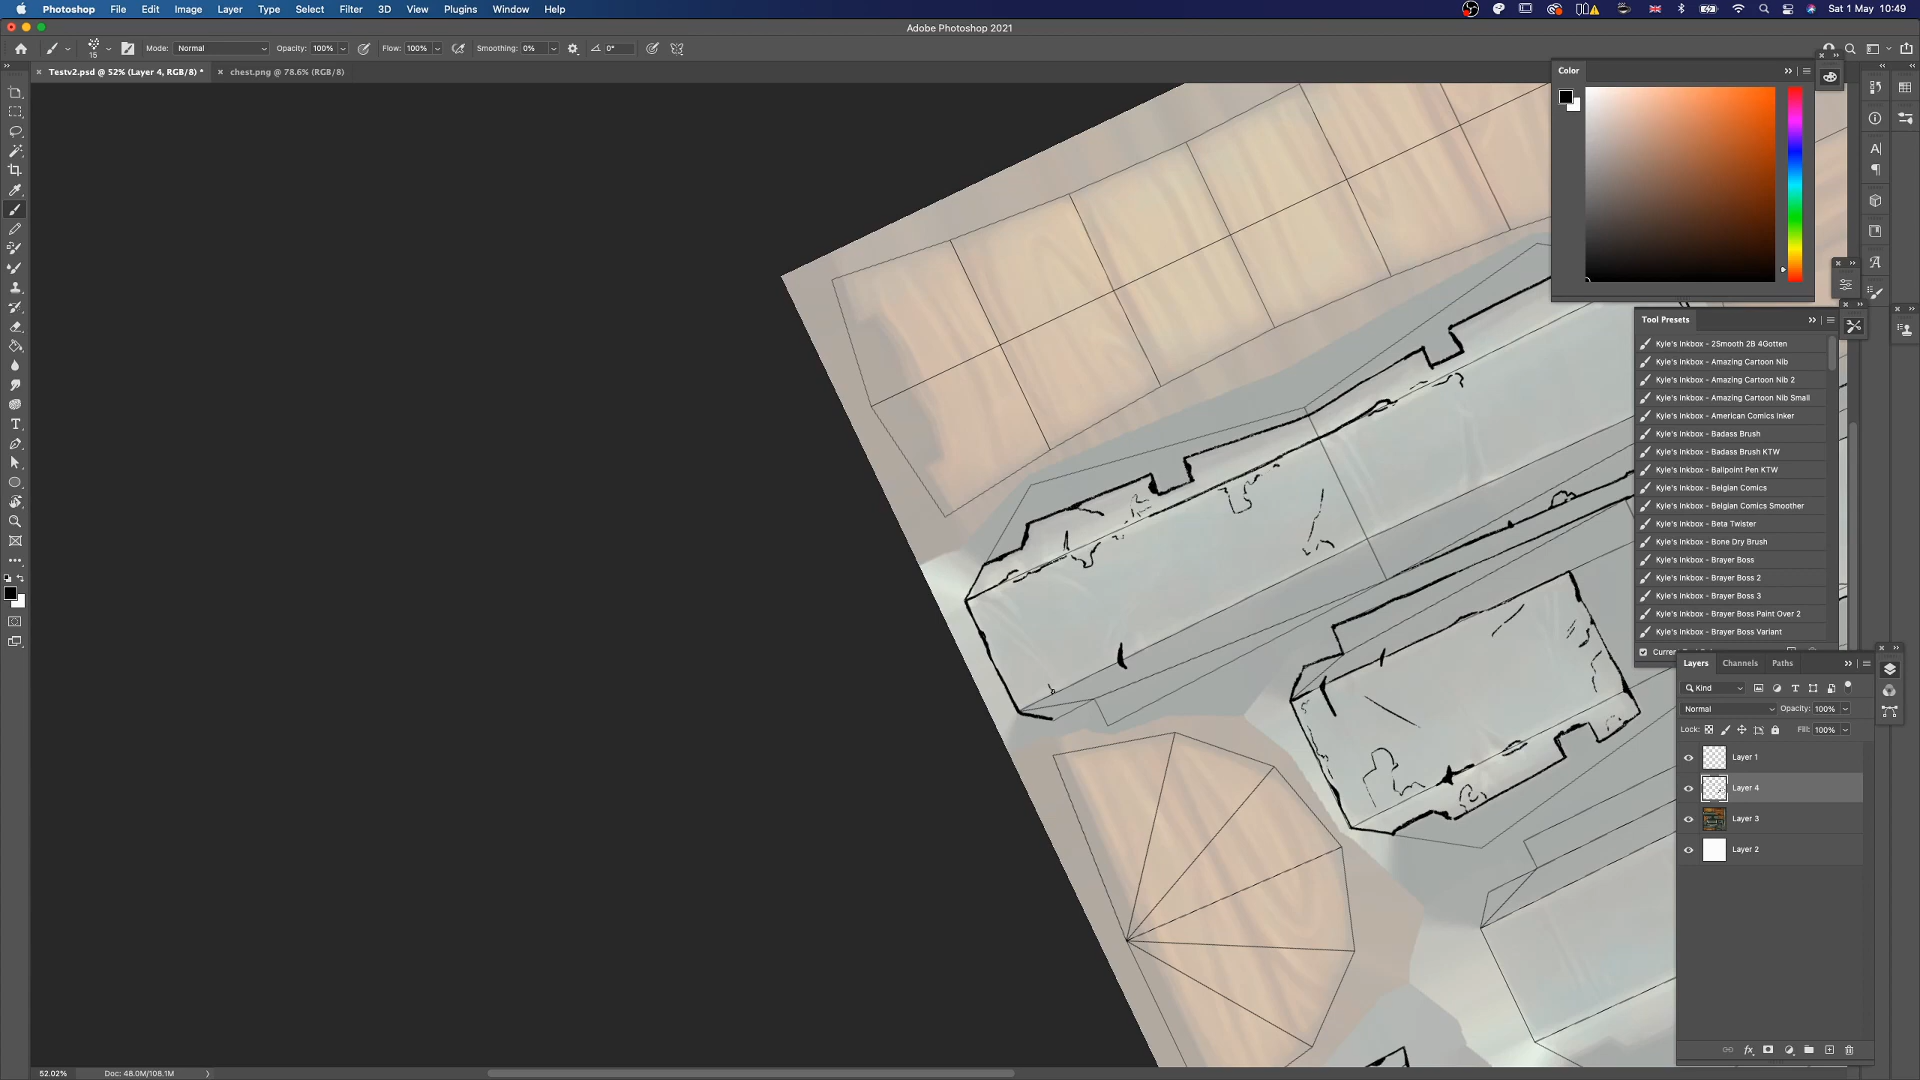 Photoshop File Edit Image Layer Type Select Filter 3D View Plugins Window Help Sat 1 May 10:49
Adobe Photoshop 2021
15 Mode: Normal Opacity: 100% Flow: 100% Smoothing: 0% 0°
Testv2.psd @ 52% (Layer 4, RGB/8) * chest.png @ 78.6% (RGB/8)
Color
Tool Presets
Kyle's Inkbox - 2Smooth 2B 4Gotten
Kyle's Inkbox - Amazing Cartoon Nib
Kyle's Inkbox - Amazing Cartoon Nib 2
Kyle's Inkbox - Amazing Cartoon Nib Small
Kyle's Inkbox - American Comics Inker
Kyle's Inkbox - Badass Brush
Kyle's Inkbox - Badass Brush KTW
Kyle's Inkbox - Ballpoint Pen KTW
Kyle's Inkbox - Belgian Comics
Kyle's Inkbox - Belgian Comics Smoother
Kyle's Inkbox - Beta Twister
Kyle's Inkbox - Bone Dry Brush
Kyle's Inkbox - Brayer Boss
Kyle's Inkbox - Brayer Boss 2
Kyle's Inkbox - Brayer Boss 3
Kyle's Inkbox - Brayer Boss Paint Over 2
Kyle's Inkbox - Brayer Boss Variant
Layers Channels Paths
Kind
Normal Opacity: 100%
Lock: Fill: 100%
Layer 1
Layer 4
Layer 3
Layer 2
52.02% Doc: 48.0M/108.1M